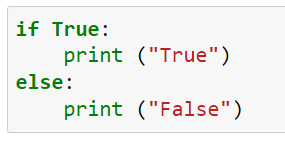 if True:
    print ("True")
else:
    print ("False")